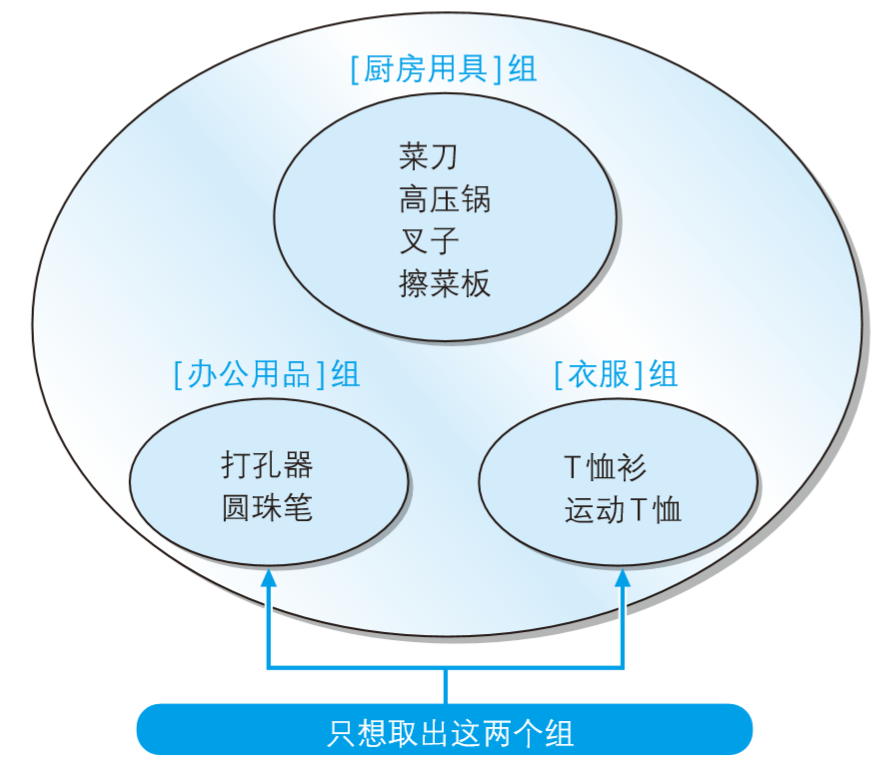 [厨房用具]组
菜刀
高压锅
叉子
擦菜板
[办公用品]组
打孔器
圆珠笔
[衣服]组
T恤衫
运动T恤
只想取出这两个组